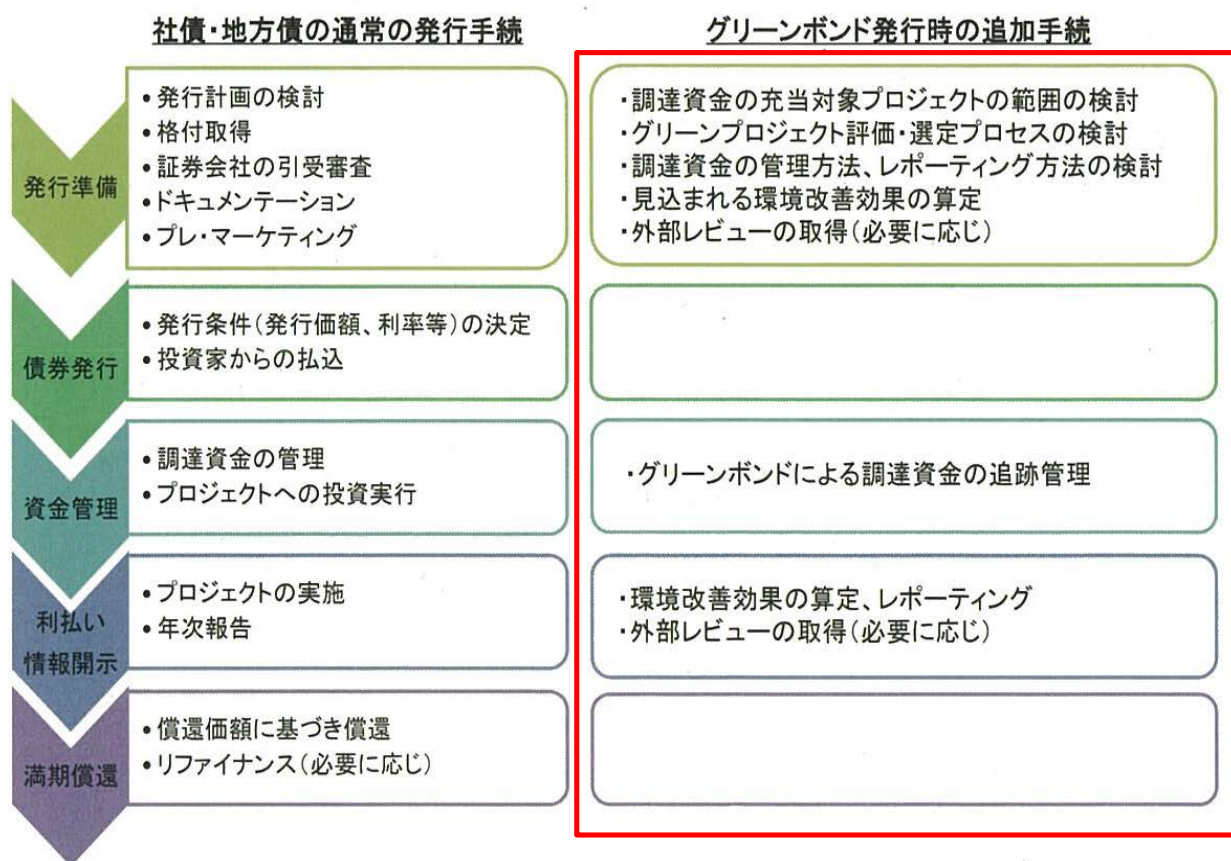 社債・地方債の通常の発行手続
グリーンボンド発行時の追加手続
発行準備
• 発行計画の検討
• 格付取得
• 証券会社の引受審査
• ドキュメンテーション
• プレ・マーケティング
・調達資金の充当対象プロジェクトの範囲の検討
・グリーンプロジェクト評価・選定プロセスの検討
・調達資金の管理方法、レポーティング方法の検討
・見込まれる環境改善効果の算定
・外部レビューの取得(必要に応じ)
債券発行
• 発行条件(発行価額、利率等)の決定
• 投資家からの払込
資金管理
• 調達資金の管理
• プロジェクトへの投資実行
・グリーンボンドによる調達資金の追跡管理
利払い
情報開示
• プロジェクトの実施
• 年次報告
・環境改善効果の算定、レポーティング
・外部レビューの取得(必要に応じ)
満期償還
• 償還価額に基づき償還
• リファイナンス(必要に応じ)